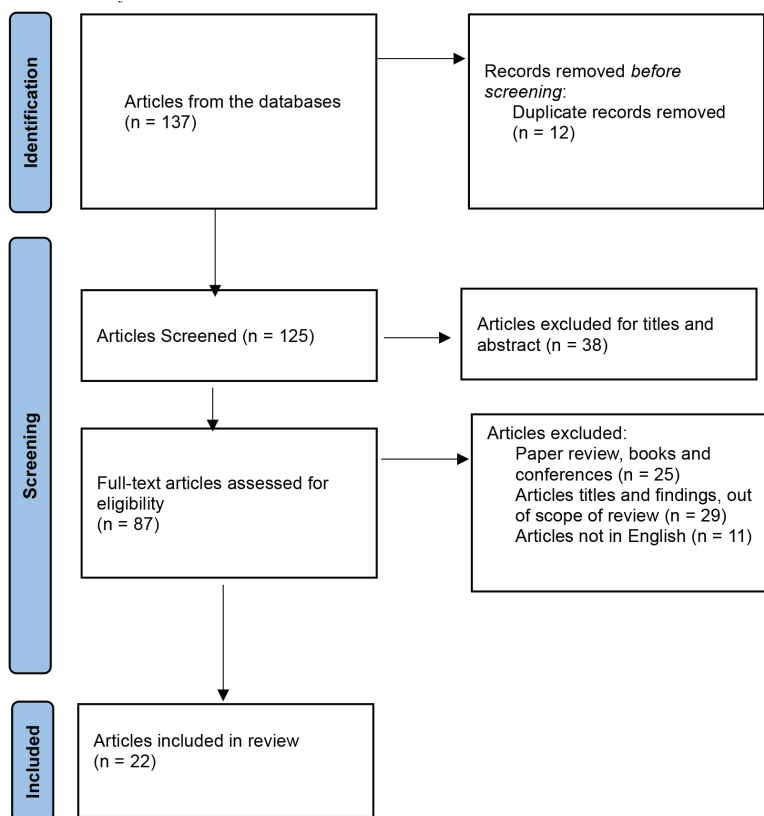 Identification
Articles from the databases
(n = 137)
Records removed before
screening:
Duplicate records removed
(n = 12)
Screening
Articles Screened (n = 125)
Articles excluded for titles and
abstract (n = 38)
Full-text articles assessed for
eligibility
(n = 87)
Articles excluded:
Paper review, books and
conferences (n = 25)
Articles titles and findings, out
of scope of review (n = 29)
Articles not in English (n = 11)
Included
Articles included in review
(n = 22)